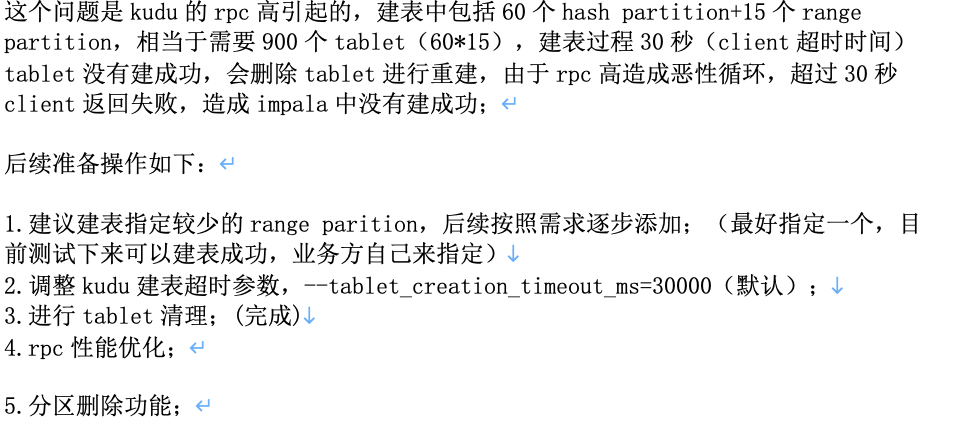 这个问题是 kudu 的 rpc 高引起的，建表中包括 60 个 hash partition+15 个 range
partition，相当于需要 900 个 tablet（60*15），建表过程 30 秒（client 超时时间）
tablet 没有建成功，会删除 tablet 进行重建，由于 rpc 高造成恶性循环，超过 30 秒
client 返回失败，造成 impala 中没有建成功；↵
后续准备操作如下：↵
1.建议建表指定较少的 range parition，后续按照需求逐步添加；（最好指定一个，目
前测试下来可以建表成功，业务方自己来指定）↓
2.调整 kudu 建表超时参数，--tablet_creation_timeout_ms=30000（默认）；↓
3.进行 tablet 清理；(完成)↓
4.rpc 性能优化；↵
5.分区删除功能；↵